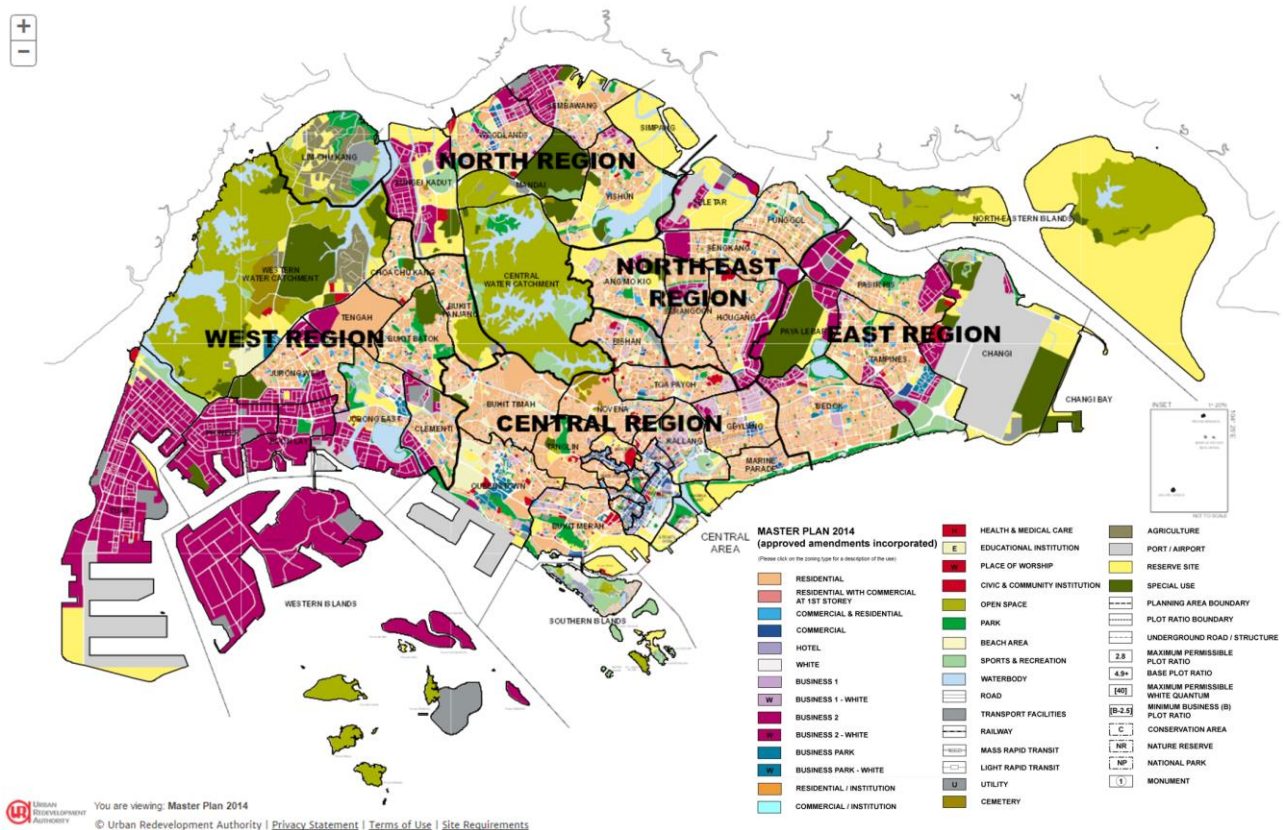 +
−
SEMBAWANG
WOODLANDS
SIMPANG
LIM CHU KANG
NORTH REGION
SUNGEI KADUT
MANDAI
YISHUN
SELETAR
PUNGGOL
NORTH-EASTERN ISLANDS
SENGKANG
WESTERN
WATER CATCHMENT
CHOA CHU KANG
CENTRAL
WATER CATCHMENT
NORTH-EAST
REGION
ANG MO KIO
PASIR RIS
SERANGOON
HOUGANG
BUKIT
PANJANG
TENGAH
WEST REGION
BUKIT BATOK
BISHAN
PAYA LEBAR
EAST REGION
CHANGI
TAMPINES
JURONG WEST
TOA PAYOH
CHANGI BAY
BUKIT TIMAH
NOVENA
BEDOK
JURONG EAST
CLEMENTI
CENTRAL REGION
GEYLANG
KALLANG
TANGLIN
MARINE
PARADE
QUEENSTOWN
BUKIT MERAH
CENTRAL
AREA
WESTERN ISLANDS
SOUTHERN ISLANDS
INSET
NOT TO SCALE
MASTER PLAN 2014
(approved amendments incorporated)
(Please click on the zoning type for a description of the use)
RESIDENTIAL
RESIDENTIAL WITH COMMERCIAL
AT 1ST STOREY
COMMERCIAL & RESIDENTIAL
COMMERCIAL
HOTEL
WHITE
BUSINESS 1
W BUSINESS 1 - WHITE
BUSINESS 2
W BUSINESS 2 - WHITE
BUSINESS PARK
W BUSINESS PARK - WHITE
RESIDENTIAL / INSTITUTION
COMMERCIAL / INSTITUTION
H HEALTH & MEDICAL CARE
E EDUCATIONAL INSTITUTION
W PLACE OF WORSHIP
CIVIC & COMMUNITY INSTITUTION
OPEN SPACE
PARK
BEACH AREA
SPORTS & RECREATION
WATERBODY
ROAD
TRANSPORT FACILITIES
RAILWAY
MASS RAPID TRANSIT
LIGHT RAPID TRANSIT
U UTILITY
CEMETERY
AGRICULTURE
PORT / AIRPORT
RESERVE SITE
SPECIAL USE
PLANNING AREA BOUNDARY
PLOT RATIO BOUNDARY
UNDERGROUND ROAD / STRUCTURE
2.8 MAXIMUM PERMISSIBLE
PLOT RATIO
4.9+ BASE PLOT RATIO
[40] MAXIMUM PERMISSIBLE
WHITE QUANTUM
[B-2.5] MINIMUM BUSINESS (B)
PLOT RATIO
C CONSERVATION AREA
NR NATURE RESERVE
NP NATIONAL PARK
1 MONUMENT
URBAN
REDEVELOPMENT
AUTHORITY
You are viewing: Master Plan 2014
© Urban Redevelopment Authority | Privacy Statement | Terms of Use | Site Requirements